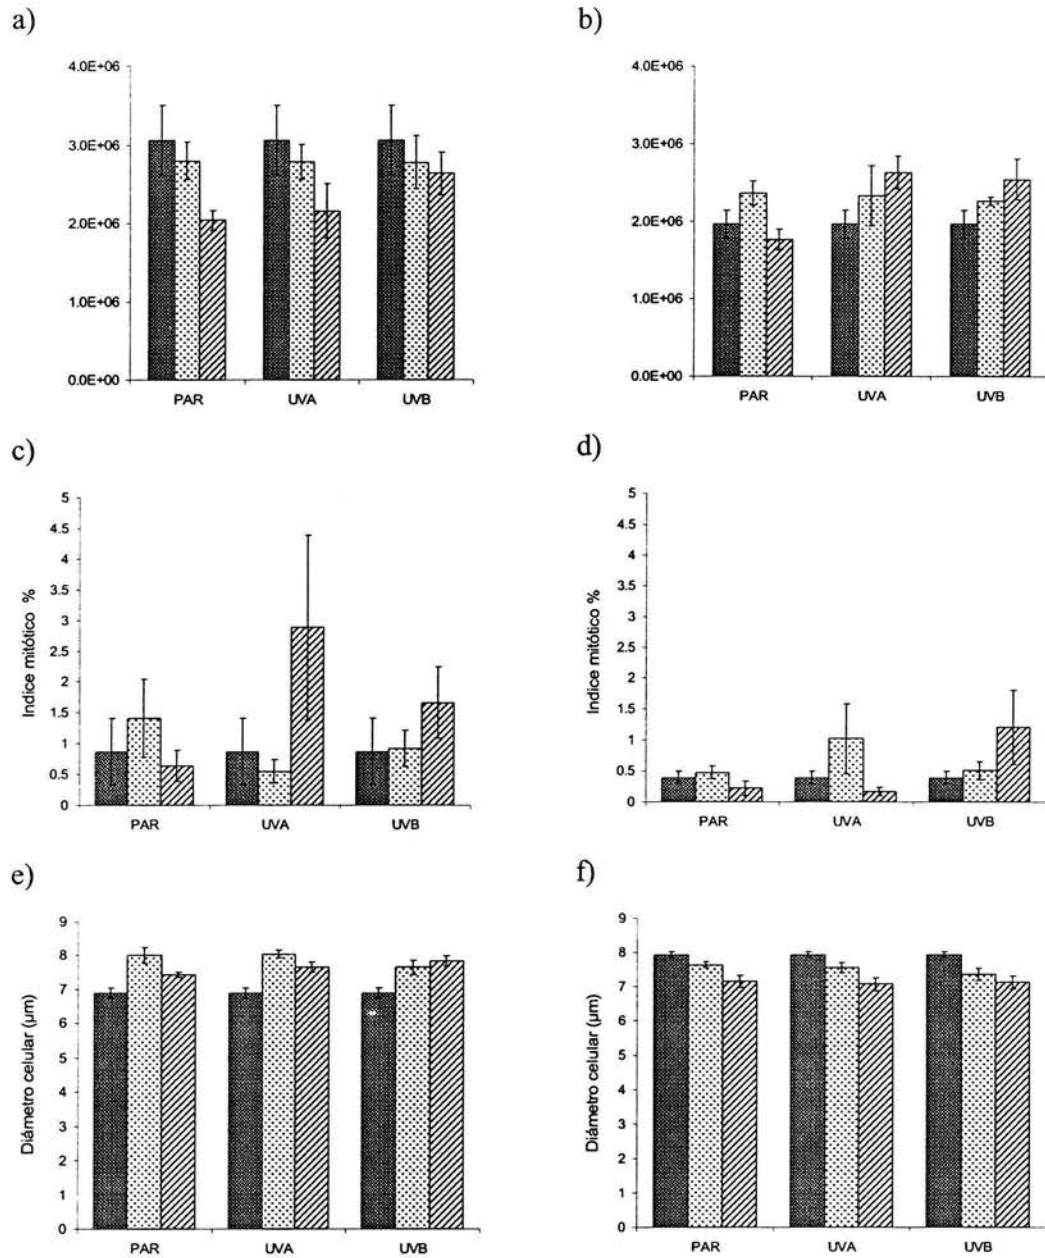 a)
4.0E+06
3.0E+06
2.0E+06
1.0E+06
0.0E+00
PAR UVA UVB
b)
4.0E+06
3.0E+06
2.0E+06
1.0E+06
0.0E+00
PAR UVA UVB
c)
Indice mitótico %
5
4.5
4
3.5
3
2.5
2
1.5
1
0.5
0
PAR UVA UVB
d)
Indice mitótico %
5
4.5
4
3.5
3
2.5
2
1.5
1
0.5
0
PAR UVA UVB
e)
Diámetro celular (µm)
9
8
7
6
5
4
3
2
1
0
PAR UVA UVB
f)
Diámetro celular (µm)
9
8
7
6
5
4
3
2
1
0
PAR UVA UVB